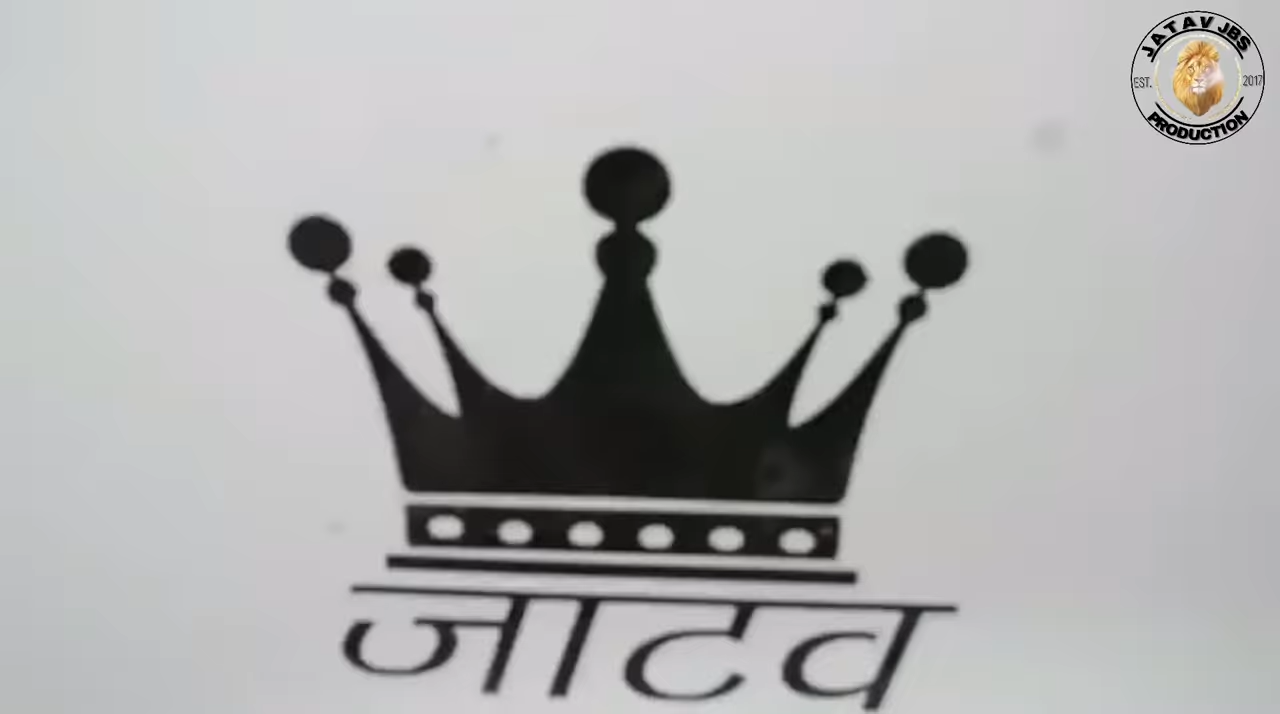 JATAV JBS
EST. 2017
PRODUCTION
जाटव